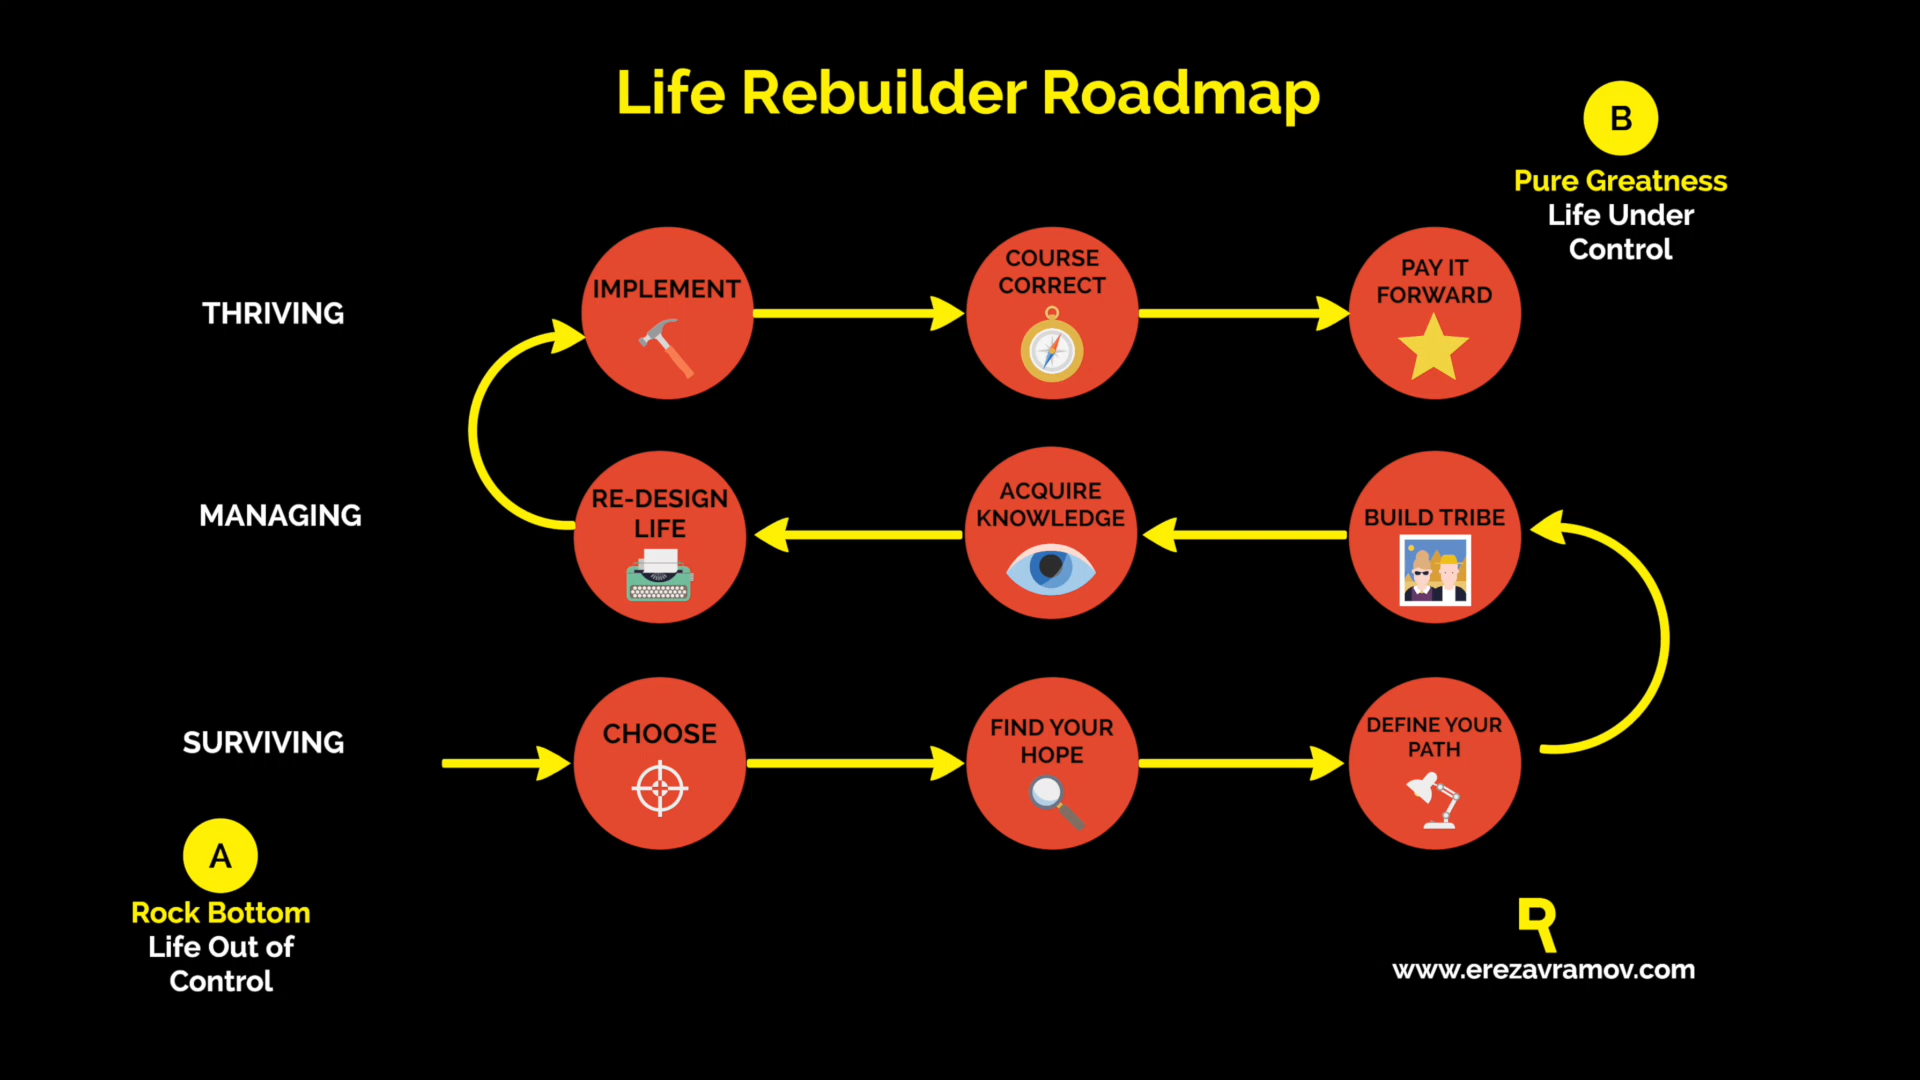 Life Rebuilder Roadmap
B
Pure Greatness
Life Under
Control
THRIVING
IMPLEMENT
COURSE
CORRECT
PAY IT
FORWARD
MANAGING
RE-DESIGN
LIFE
ACQUIRE
KNOWLEDGE
BUILD TRIBE
SURVIVING
CHOOSE
FIND YOUR
HOPE
DEFINE YOUR
PATH
A
Rock Bottom
Life Out of
Control
R
www.erezavramov.com